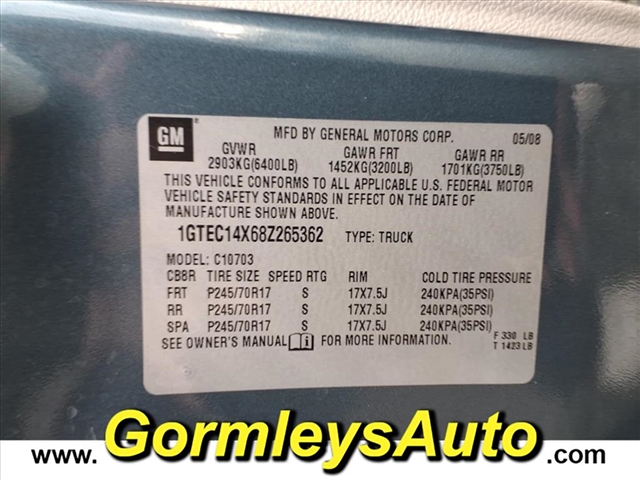 GM ®
MFD BY GENERAL MOTORS CORP. 05/08
GVWR GAWR FRT GAWR RR
2903KG(6400LB) 1452KG(3200LB) 1701KG(3750LB)
THIS VEHICLE CONFORMS TO ALL APPLICABLE U.S. FEDERAL MOTOR
VEHICLE SAFETY STANDARDS IN EFFECT ON THE DATE OF
MANUFACTURE SHOWN ABOVE.
1GTEC14X68Z265362 TYPE: TRUCK
MODEL: C10703
CB8R TIRE SIZE SPEED RTG RIM COLD TIRE PRESSURE
FRT P245/70R17 S 17X7.5J 240KPA(35PSI)
RR P245/70R17 S 17X7.5J 240KPA(35PSI)
SPA P245/70R17 S 17X7.5J 240KPA(35PSI)
SEE OWNER'S MANUAL FOR MORE INFORMATION.
F 330 LB
T 1423 LB
www. GormleysAuto .com